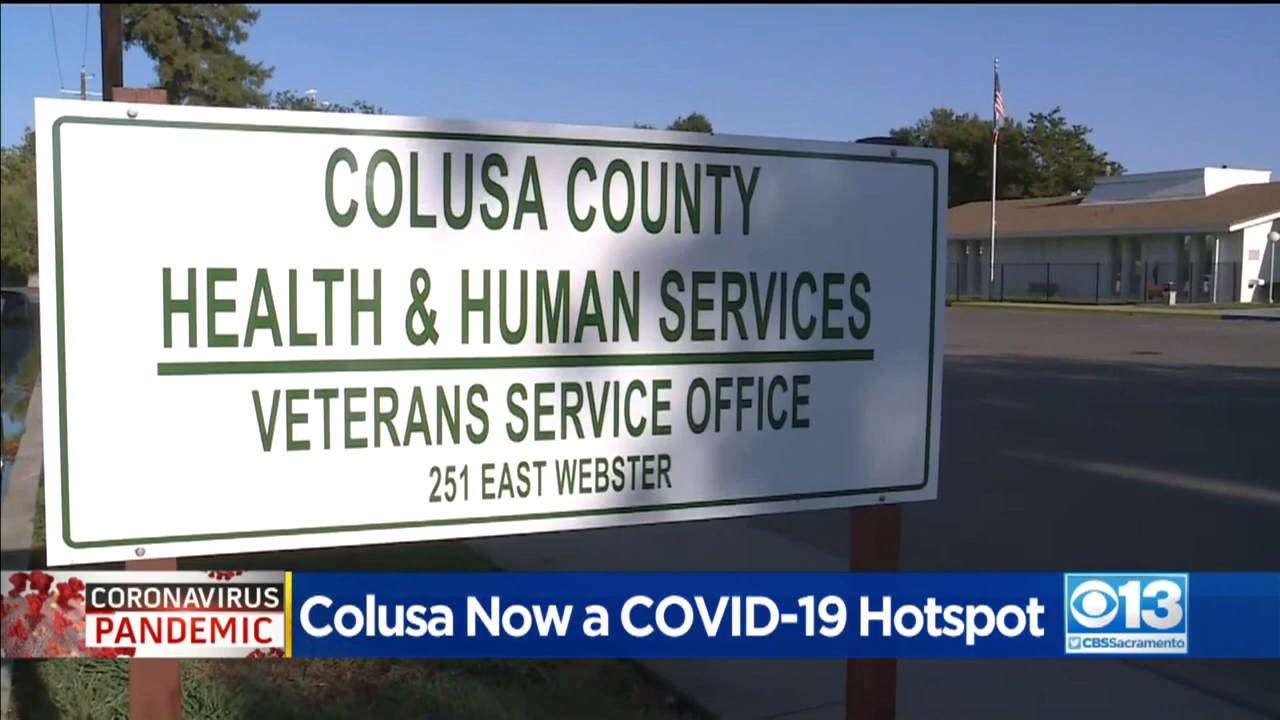 COLUSA COUNTY
HEALTH & HUMAN SERVICES
VETERANS SERVICE OFFICE
251 EAST WEBSTER
CORONAVIRUS
PANDEMIC
Colusa Now a COVID-19 Hotspot
13
CBSSacramento